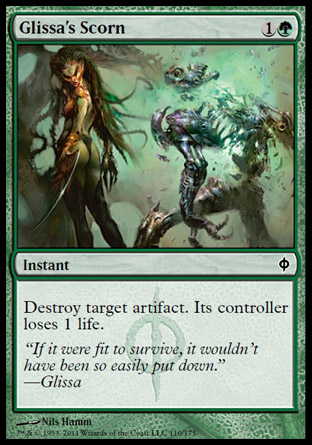 Glissa's Scorn 1
Instant
Destroy target artifact. Its controller
loses 1 life.
"If it were fit to survive, it wouldn't
have been so easily put down."
—Glissa
Nils Hamm
™ & © 1993–2011 Wizards of the Coast LLC 110/175